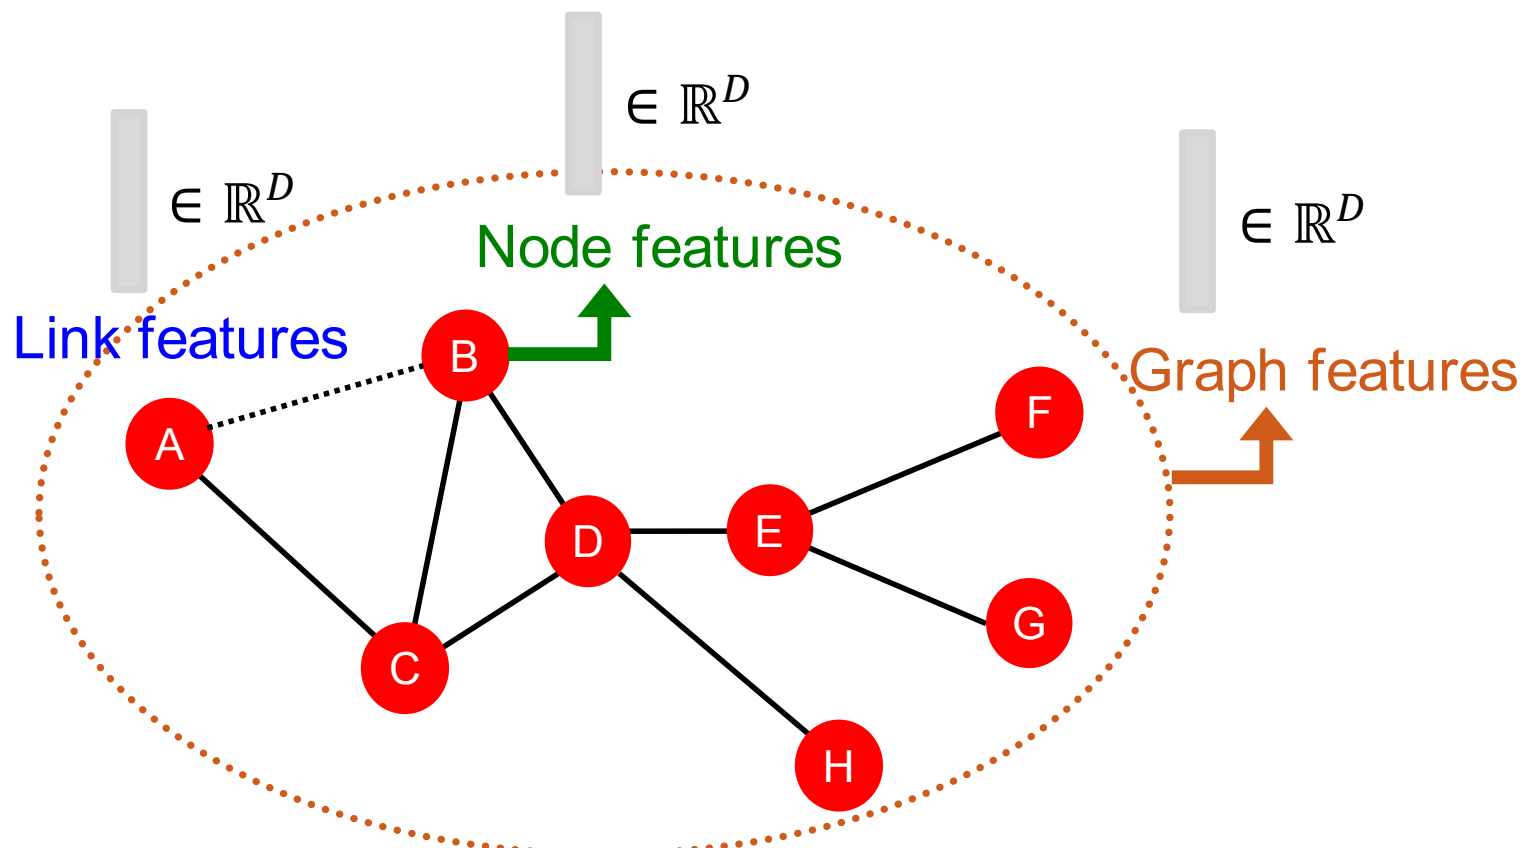 ∈ ℝ^D
∈ ℝ^D
∈ ℝ^D
Node features
Link features
Graph features
B
F
A
D
E
G
C
H